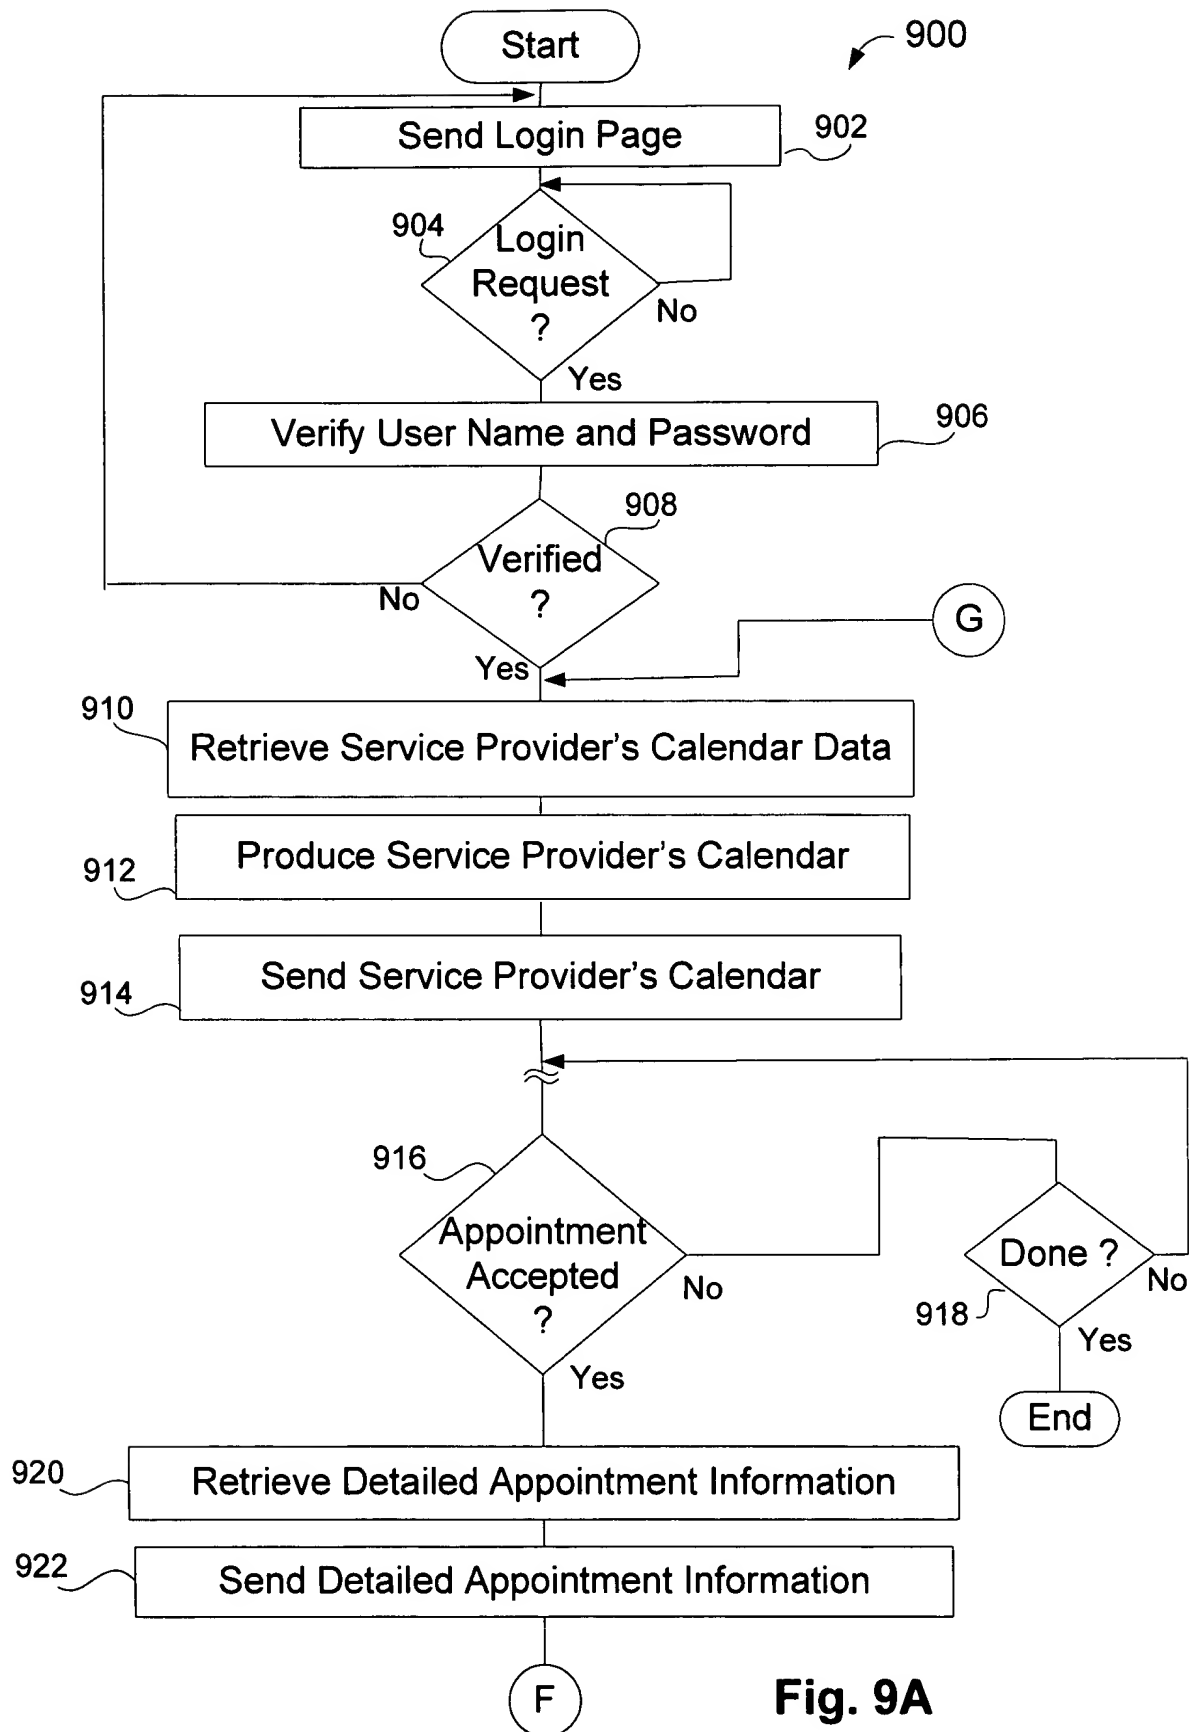 Start
900
Send Login Page
902
904
Login
Request
?
No
Yes
Verify User Name and Password
906
908
Verified
?
No
G
Yes
910
Retrieve Service Provider's Calendar Data
Produce Service Provider's Calendar
912
Send Service Provider's Calendar
914
916
Appointment
Accepted
?
No
Done ?
No
918
Yes
Yes
End
920
Retrieve Detailed Appointment Information
922
Send Detailed Appointment Information
F
Fig. 9A